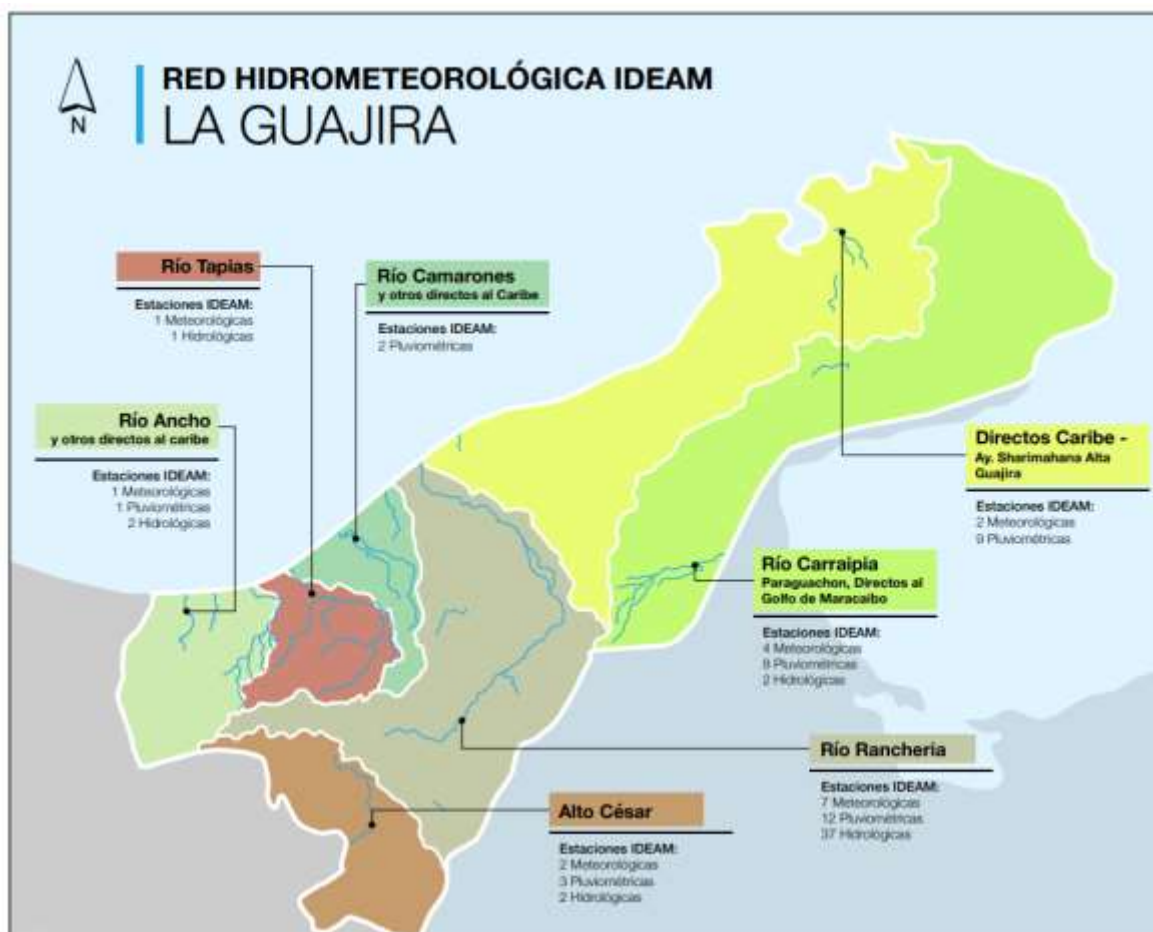 RED HIDROMETEOROLÓGICA IDEAM
LA GUAJIRA
N
Río Tapias
Estaciones IDEAM:
1 Meteorológicas
1 Hidrológicas
Río Camarones
y otros directos al Caribe
Estaciones IDEAM:
2 Pluviométricas
Río Ancho
y otros directos al caribe
Estaciones IDEAM:
1 Meteorológicas
1 Pluviométricas
2 Hidrológicas
Directos Caribe -
Ay. Sharimahana Alta
Guajira
Estaciones IDEAM:
2 Meteorológicas
9 Pluviométricas
Río Carraipia
Paraguachon, Directos al
Golfo de Maracaibo
Estaciones IDEAM:
4 Meteorológicas
Pluviométricas
2 Hidrológicas
Río Rancheria
Estaciones IDEAM:
7 Meteorológicas
12 Pluviométricas
37 Hidrológicas
Alto César
Estaciones IDEAM:
2 Meteorológicas
3 Pluviométricas
2 Hidrológicas